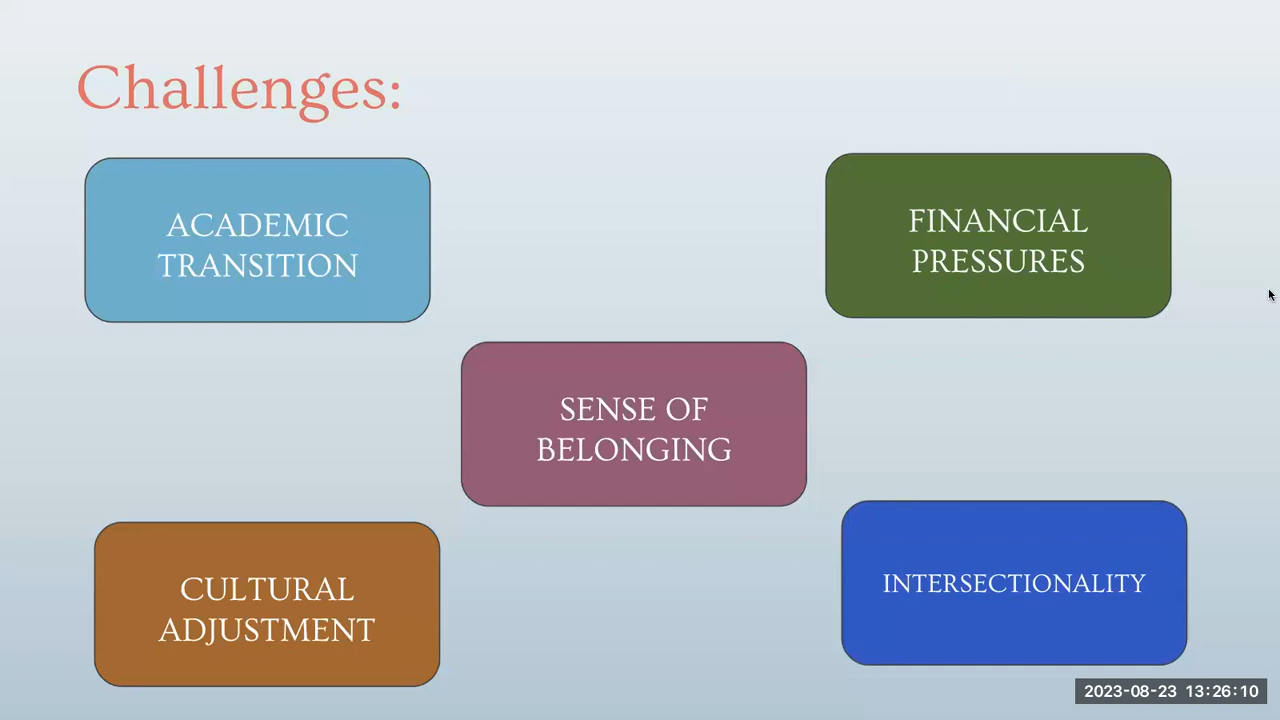 Challenges:
ACADEMIC
TRANSITION
FINANCIAL
PRESSURES
SENSE OF
BELONGING
CULTURAL
ADJUSTMENT
INTERSECTIONALITY
2023-08-23 13:26:10